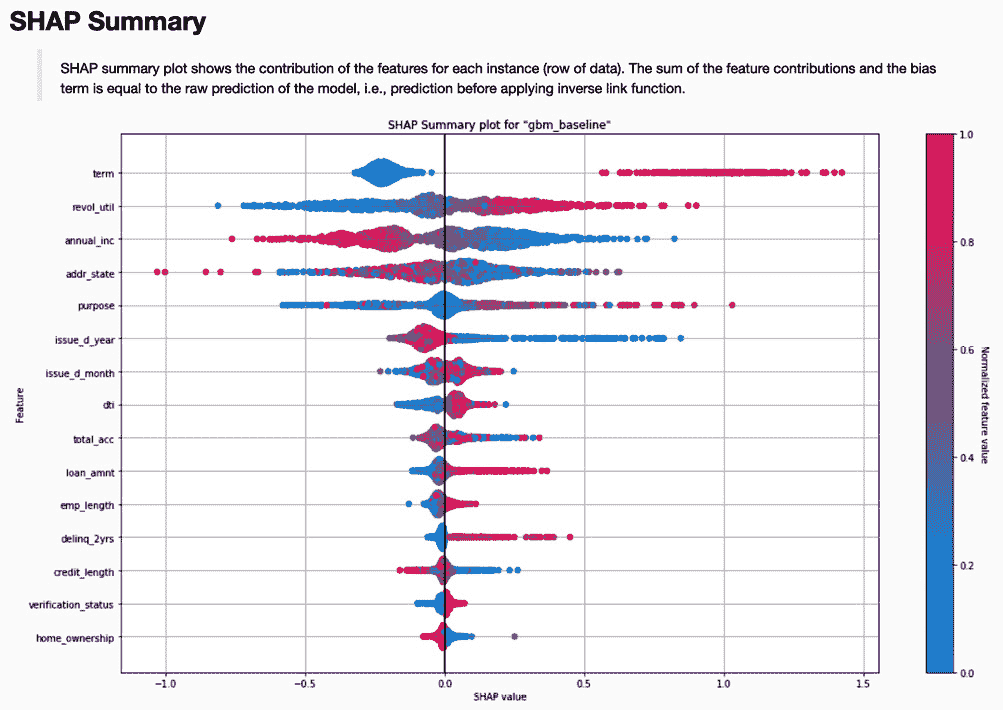 SHAP Summary
SHAP summary plot shows the contribution of the features for each instance (row of data). The sum of the feature contributions and the bias
term is equal to the raw prediction of the model, i.e., prediction before applying inverse link function.
SHAP Summary plot for "gbm_baseline"
term
revol_util
annual_inc
addr_state
purpose
issue_d_year
issue_d_month
dti
total_acc
loan_amnt
emp_length
delinq_2yrs
credit_length
verification_status
home_ownership
Feature
−1.0 −0.5 0.0 0.5 1.0 1.5
SHAP value
1.0
0.8
0.6
0.4
0.2
0.0
Normalized feature value